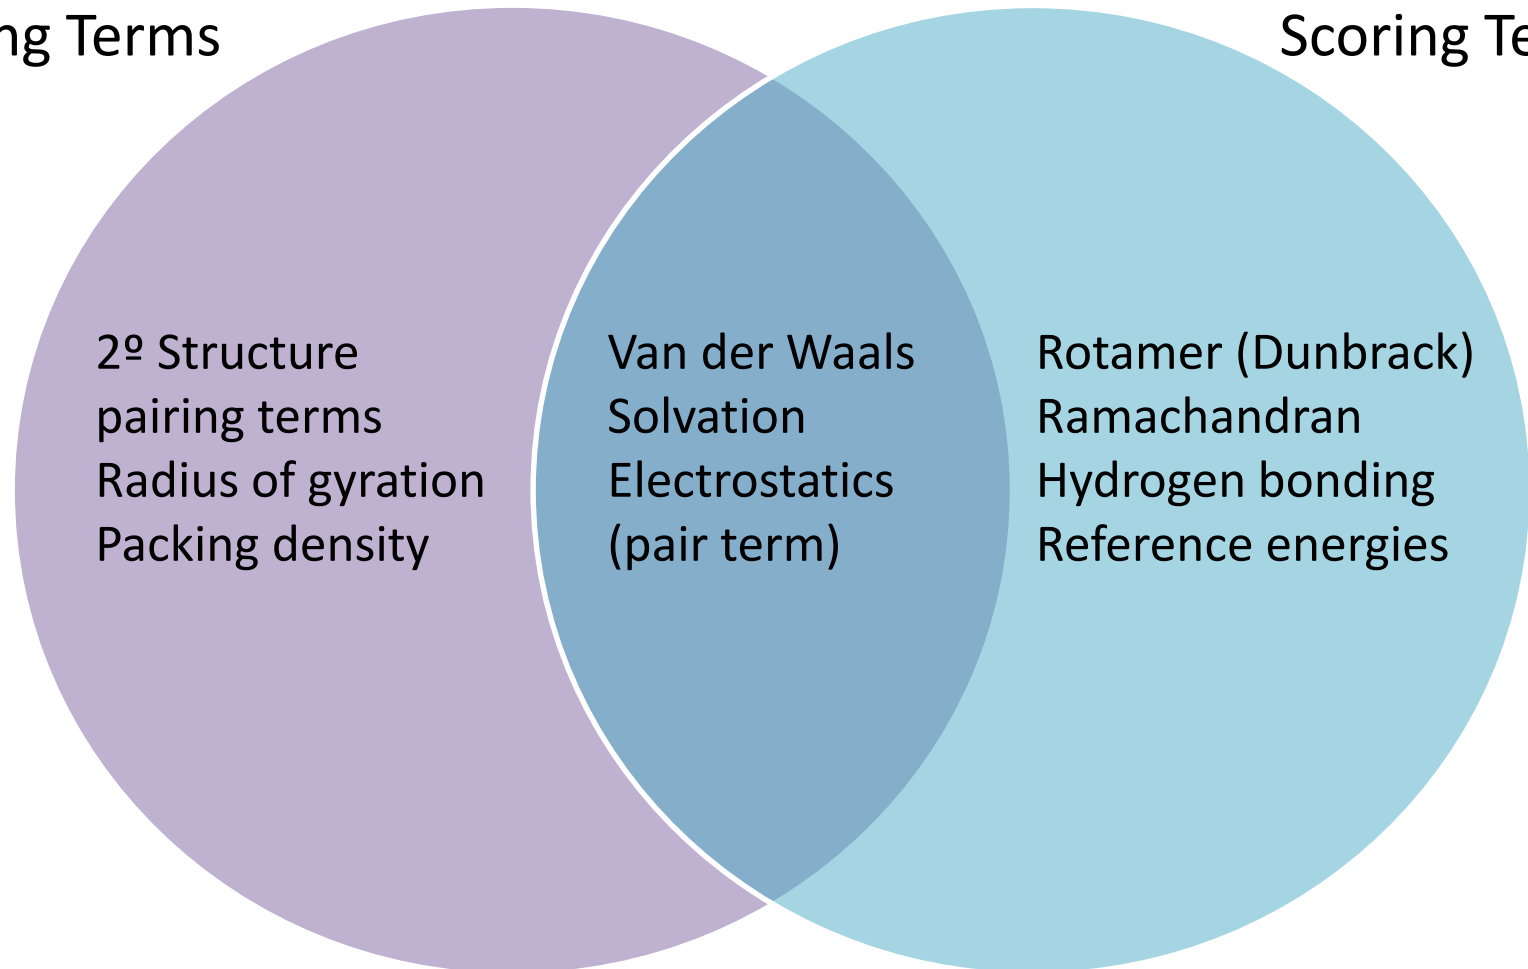 ng Terms
Scoring Te
2º Structure
pairing terms
Radius of gyration
Packing density
Van der Waals
Solvation
Electrostatics
(pair term)
Rotamer (Dunbrack)
Ramachandran
Hydrogen bonding
Reference energies